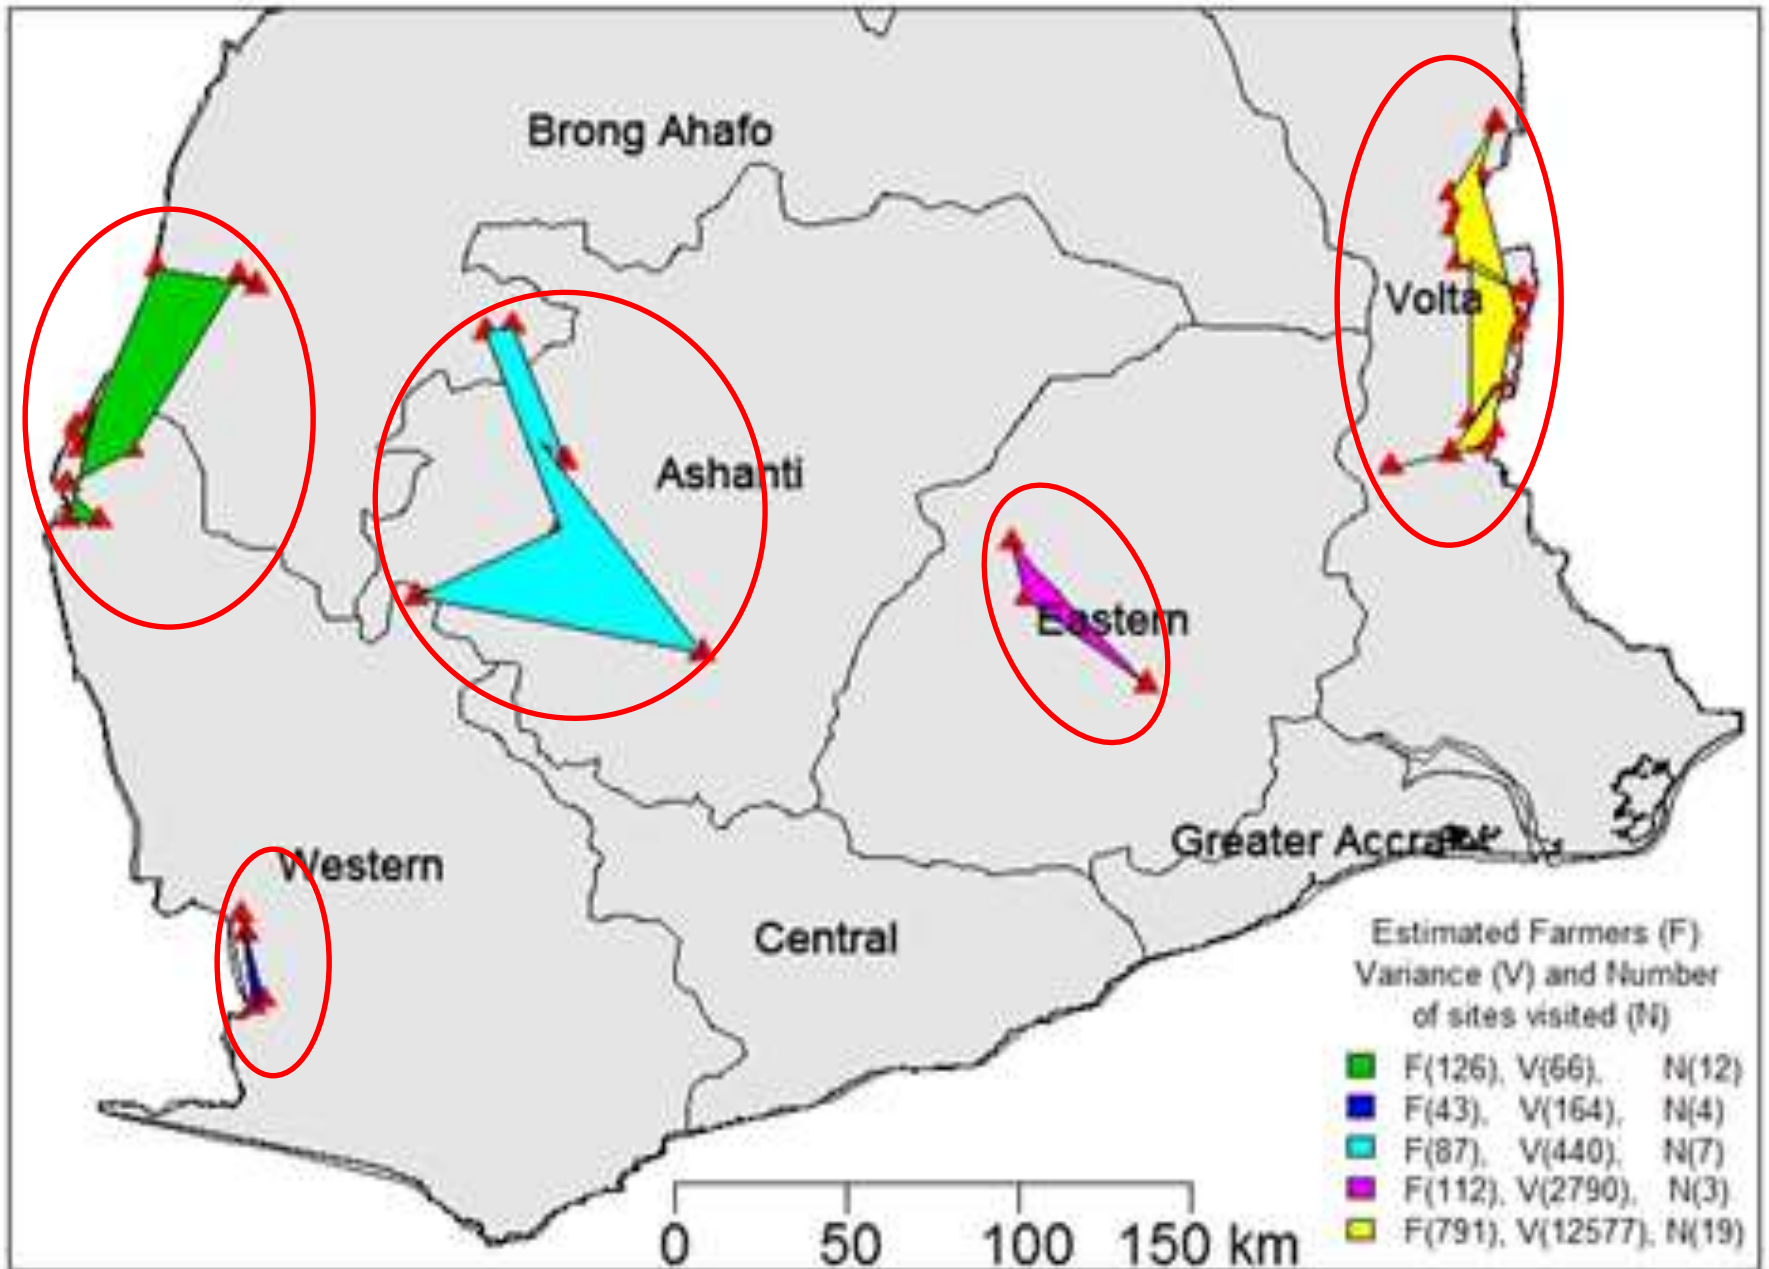 Brong Ahafo
Volta
Ashanti
Eastern
Greater Accra
Western
Central
Estimated Farmers (F)
Variance (V) and Number
of sites visited (N)
F(126), V(66), N(12)
F(43), V(164), N(4)
F(87), V(440), N(7)
F(112), V(2790), N(3)
F(791), V(12577), N(19)
0 50 100 150 km